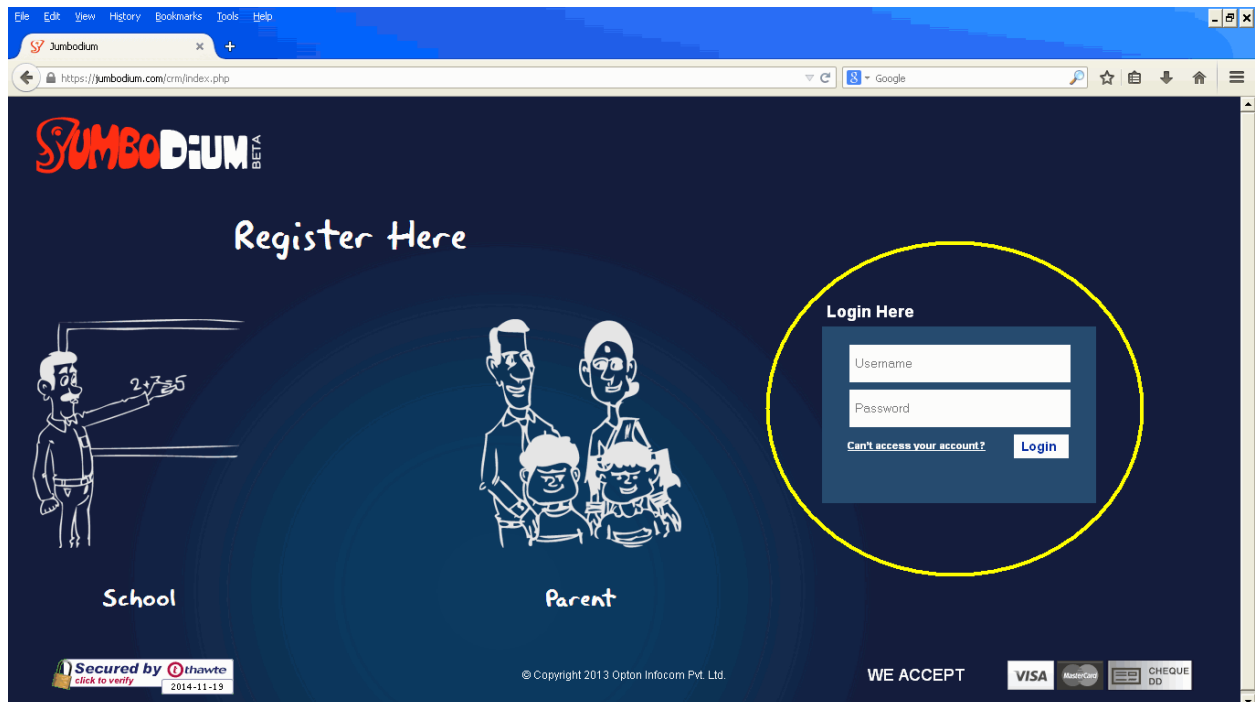 File Edit View History Bookmarks Tools Help
Jumbodium
https://jumbodium.com/crm/index.php
Google
JUMBODiUM BETA
Register Here
Login Here
Username
2+7=5
Password
Can't access your account? Login
School Parent
Secured by thawte
click to verify
2014-11-19
© Copyright 2013 Opton Infocom Pvt. Ltd.
WE ACCEPT
VISA MasterCard CHEQUE
DD